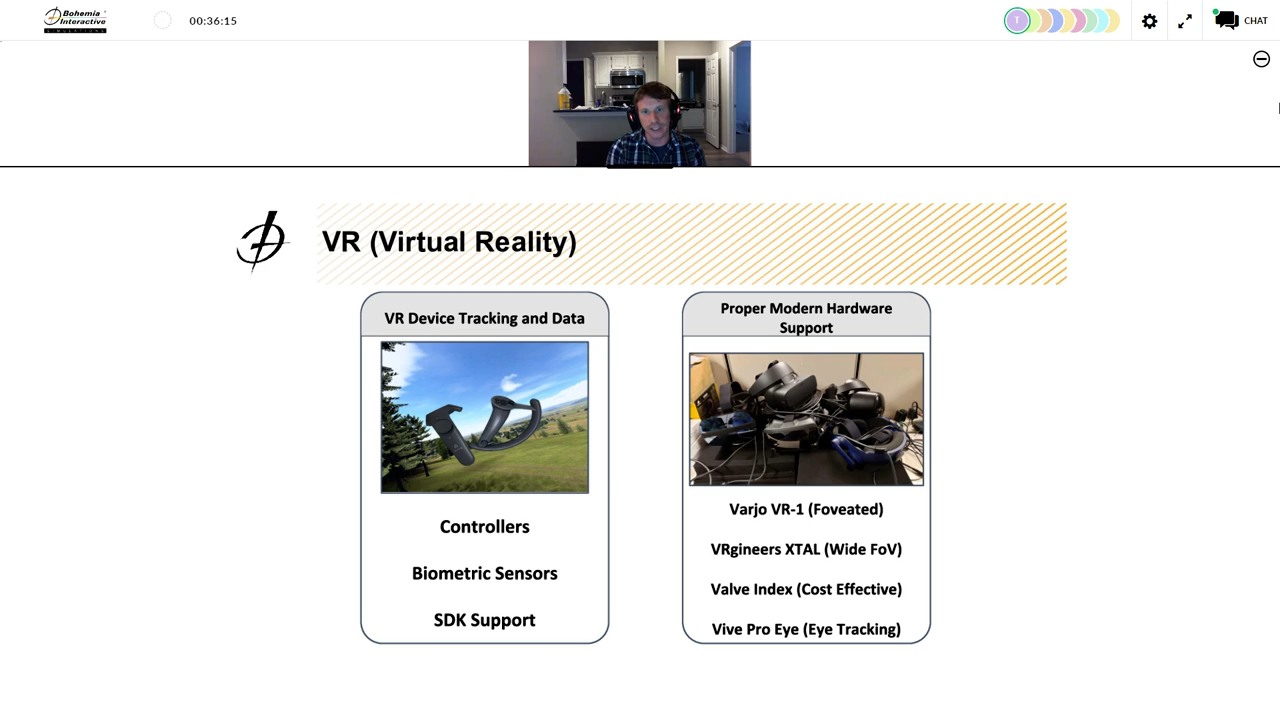 Bohemia
Interactive
SIMULATIONS
00:36:15
T
CHAT
VR (Virtual Reality)
VR Device Tracking and Data
Controllers
Biometric Sensors
SDK Support
Proper Modern Hardware
Support
Varjo VR-1 (Foveated)
VRgineers XTAL (Wide FoV)
Valve Index (Cost Effective)
Vive Pro Eye (Eye Tracking)